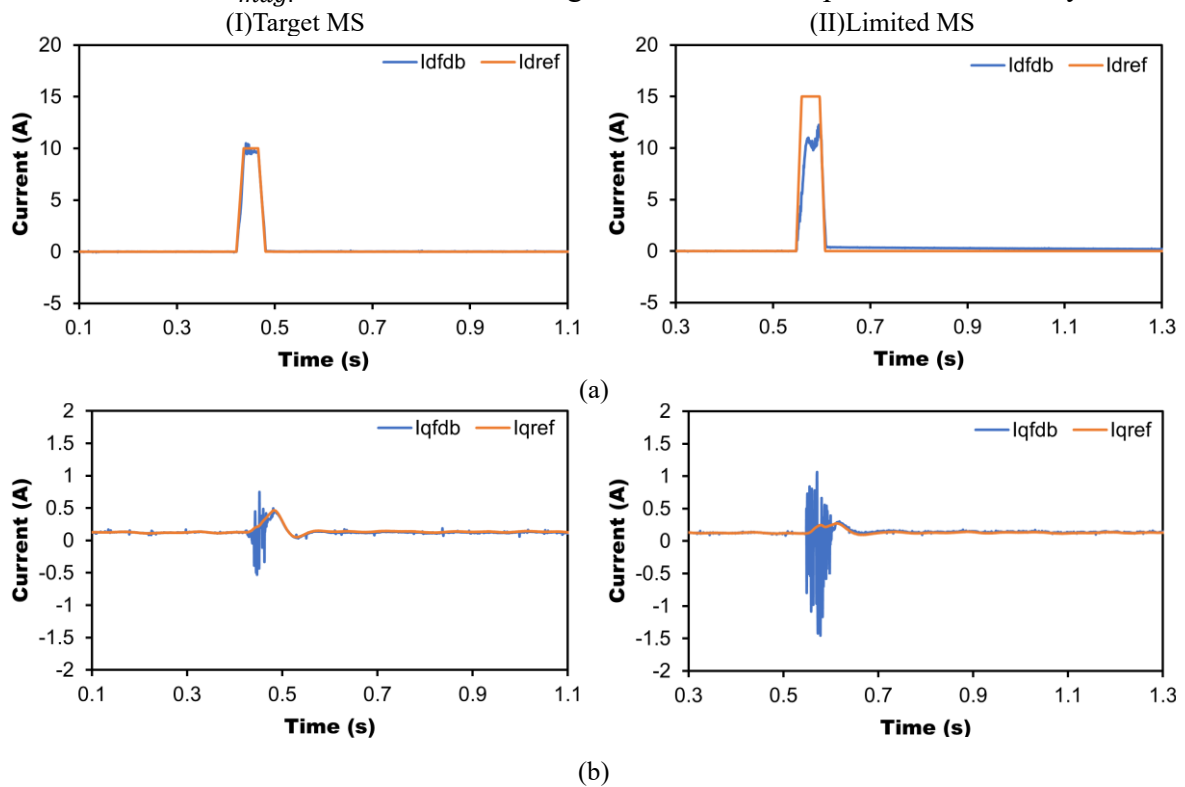 (I)Target MS
(II)Limited MS
Idfdb Idref
Idfdb Idref
Current (A)
20
15
10
5
0
-5
0.1 0.3 0.5 0.7 0.9 1.1
Time (s)
Current (A)
20
15
10
5
0
-5
0.3 0.5 0.7 0.9 1.1 1.3
Time (s)
(a)
Iqfdb Iqref
Iqfdb Iqref
Current (A)
2
1.5
1
0.5
0
-0.5
-1
-1.5
-2
0.1 0.3 0.5 0.7 0.9 1.1
Time (s)
Current (A)
2
1.5
1
0.5
0
-0.5
-1
-1.5
-2
0.3 0.5 0.7 0.9 1.1 1.3
Time (s)
(b)